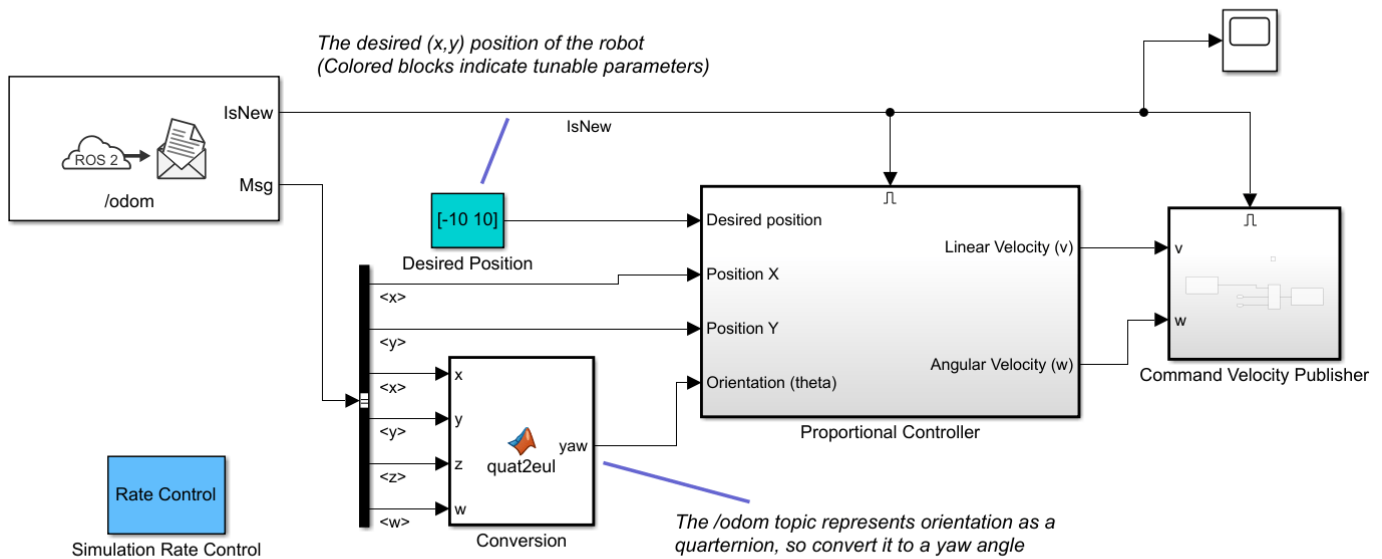 The desired (x,y) position of the robot
(Colored blocks indicate tunable parameters)
IsNew
IsNew
ROS 2
Msg
/odom
[-10 10]
Desired Position
Desired position
Position X
Position Y
Orientation (theta)
Linear Velocity (v)
Angular Velocity (w)
Proportional Controller
v
w
Command Velocity Publisher
<x>
<y>
<x>
<y>
<z>
<w>
x
y
z
w
yaw
quat2eul
Conversion
Rate Control
Simulation Rate Control
The /odom topic represents orientation as a
quarternion, so convert it to a yaw angle